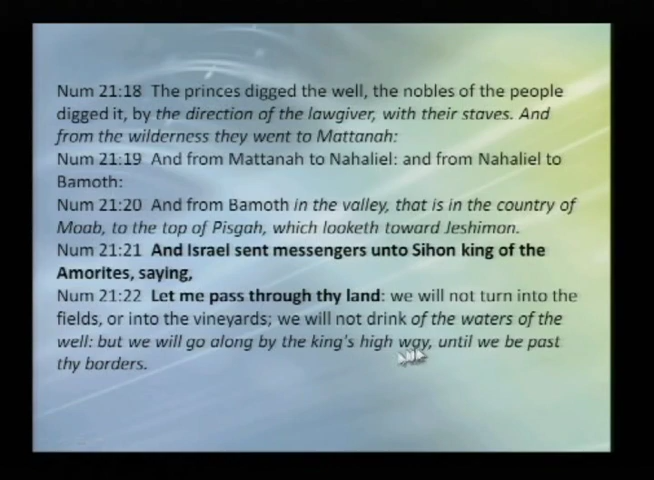 Num 21:18 The princes digged the well, the nobles of the people
digged it, by the direction of the lawgiver, with their staves. And
from the wilderness they went to Mattanah:
Num 21:19 And from Mattanah to Nahaliel: and from Nahaliel to
Bamoth:
Num 21:20 And from Bamoth in the valley, that is in the country of
Moab, to the top of Pisgah, which looketh toward Jeshimon.
Num 21:21 And Israel sent messengers unto Sihon king of the
Amorites, saying,
Num 21:22 Let me pass through thy land: we will not turn into the
fields, or into the vineyards; we will not drink of the waters of the
well: but we will go along by the king's high way, until we be past
thy borders.